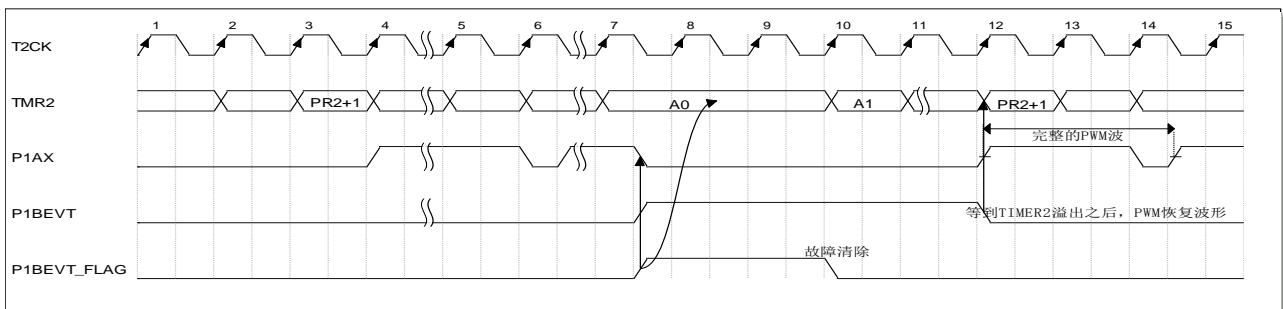 1 2 3 4 5 6 7 8 9 10 11 12 13 14 15
T2CK
TMR2 PR2+1 A0 A1 PR2+1
完整的PWM波
P1AX
P1BEVT 等到TIMER2溢出之后，PWM恢复波形
故障清除
P1BEVT_FLAG